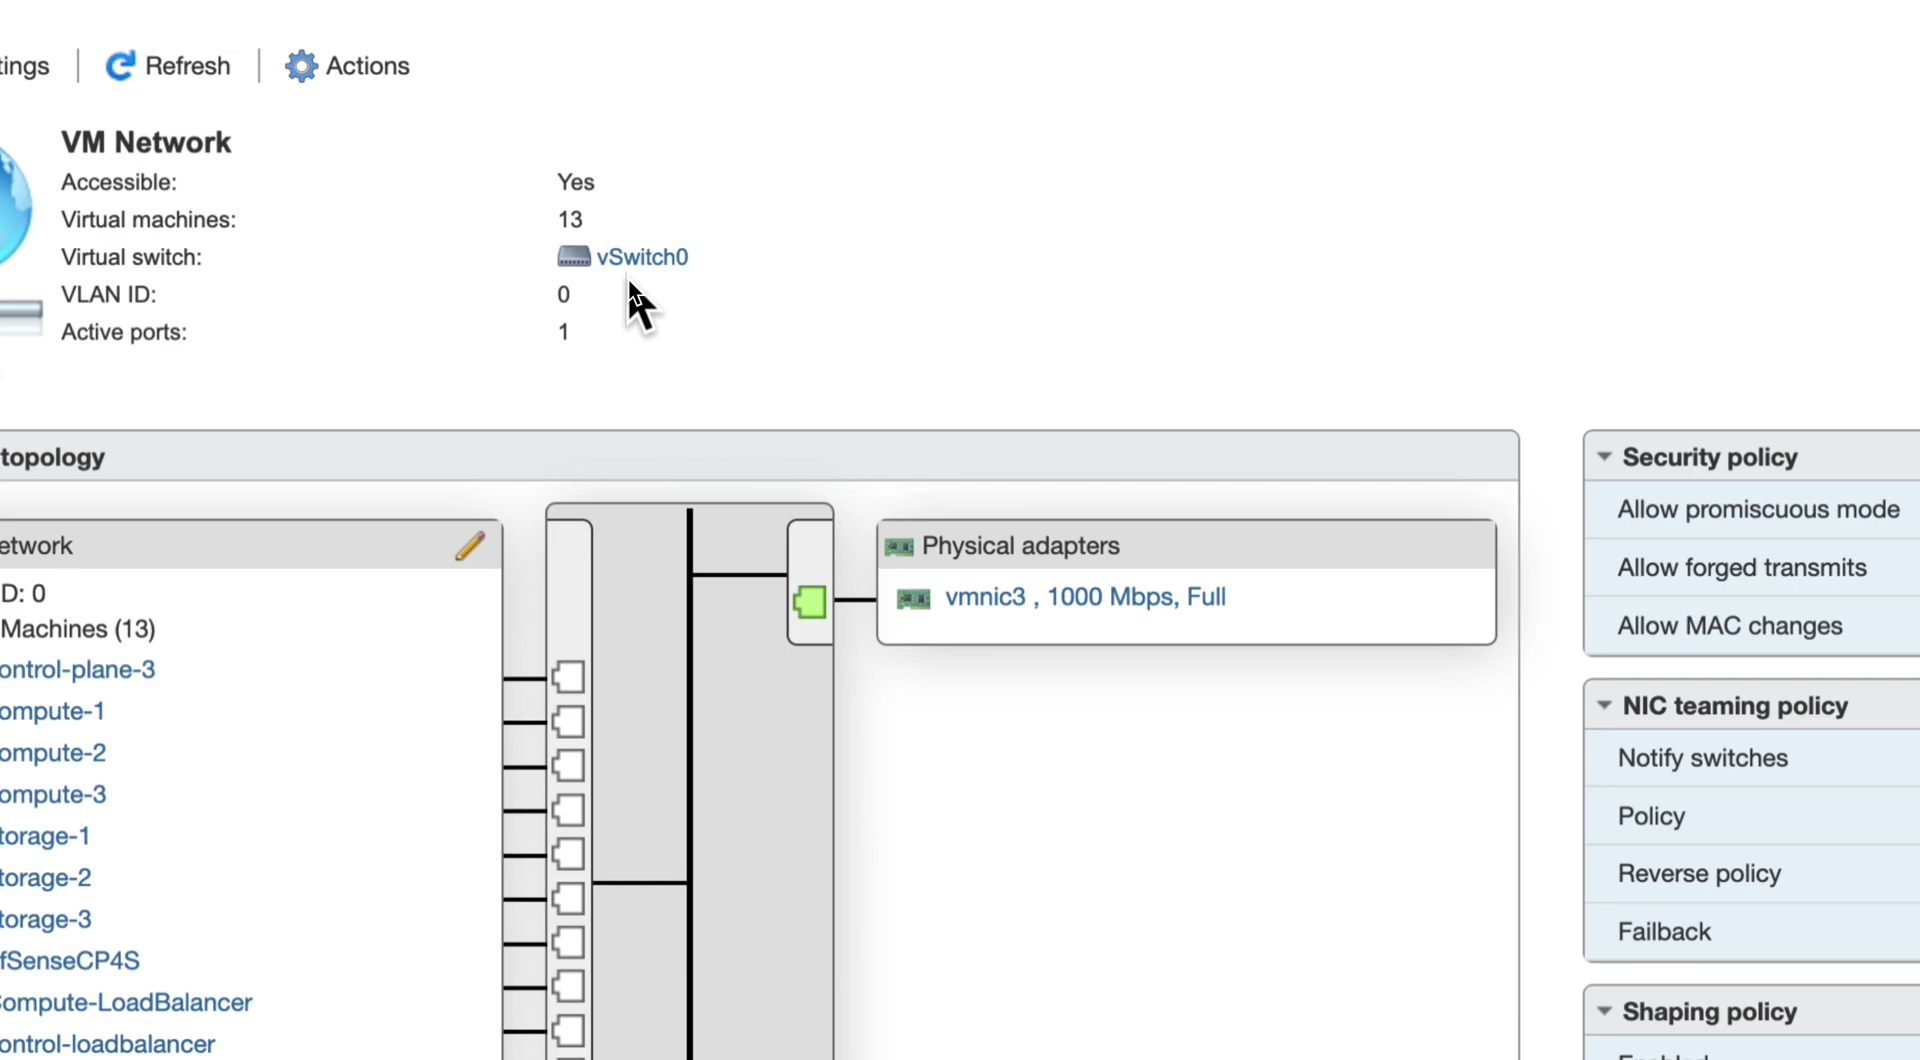 tings
Refresh
Actions
VM Network
Accessible: Yes
Virtual machines: 13
Virtual switch: vSwitch0
VLAN ID: 0
Active ports: 1
topology
etwork
D: 0
Machines (13)
ontrol-plane-3
ompute-1
ompute-2
ompute-3
torage-1
torage-2
torage-3
fSenseCP4S
ompute-LoadBalancer
ontrol-loadbalancer
Physical adapters
vmnic3 , 1000 Mbps, Full
Security policy
Allow promiscuous mode
Allow forged transmits
Allow MAC changes
NIC teaming policy
Notify switches
Policy
Reverse policy
Failback
Shaping policy